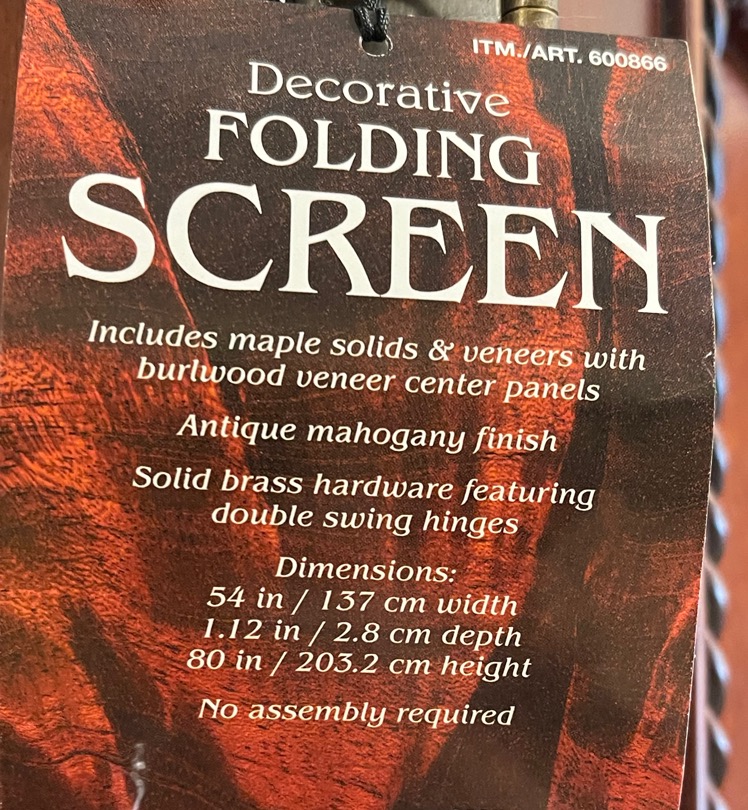 ITM./ART. 600866
Decorative
FOLDING
SCREEN
Includes maple solids & veneers with
burlwood veneer center panels
Antique mahogany finish
Solid brass hardware featuring
double swing hinges
Dimensions:
54 in / 137 cm width
1.12 in / 2.8 cm depth
80 in / 203.2 cm height
No assembly required